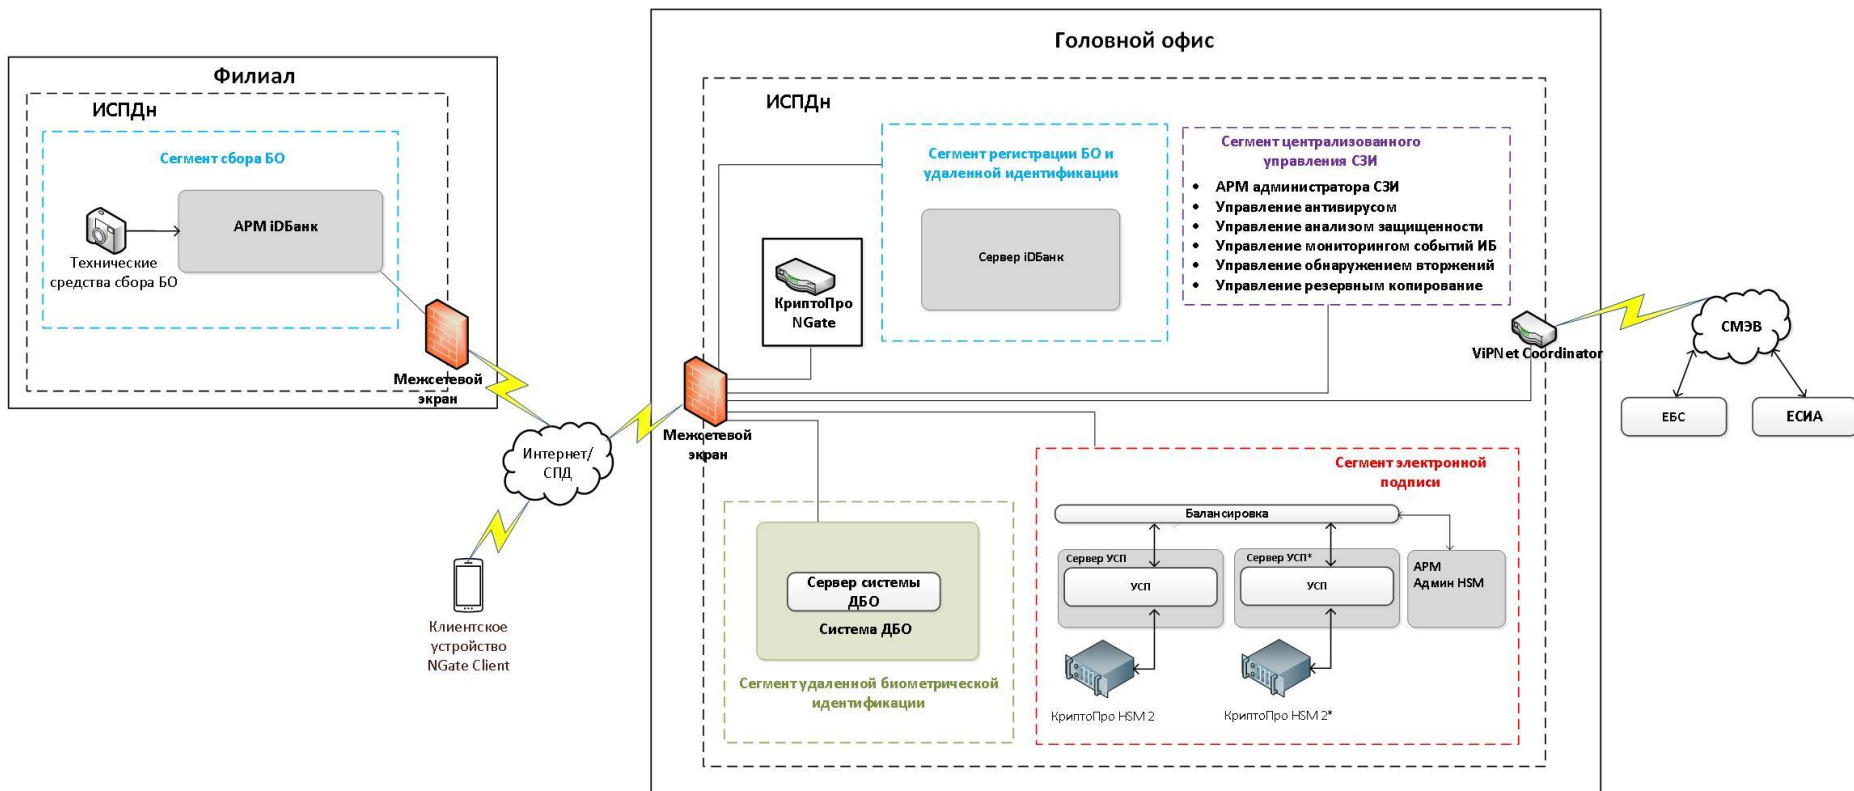 Филиал
ИСПДн
Сегмент сбора БО
АРМ iDБанк
Технические
средства сбора БО
Межсетевой
экран
Интернет/
СПД
Клиентское
устройство
NGate Client
Головной офис
ИСПДн
Сегмент регистрации БО и
удаленной идентификации
Сервер iDБанк
КриптоПро
NGate
Сегмент централизованного
управления СЗИ
• АРМ администратора СЗИ
• Управление антивирусом
• Управление анализом защищенности
• Управление мониторингом событий ИБ
• Управление обнаружением вторжений
• Управление резервным копирование
Межсетевой
экран
ViPNet Coordinator
СМЭВ
ЕБС
ЕСИА
Сервер системы
ДБО
Система ДБО
Сегмент удаленной биометрической
идентификации
Сегмент электронной
подписи
Балансировка
Сервер УСП
УСП
Сервер УСП*
УСП
АРМ
Админ HSM
КриптоПро HSM 2
КриптоПро HSM 2*